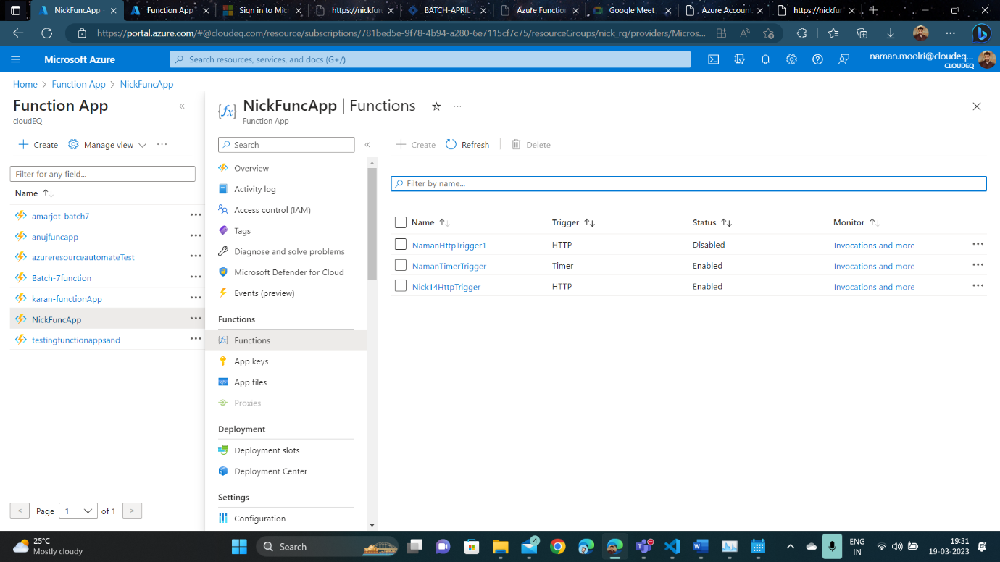 NickFuncApp
Function App
Sign in to Micr
https://nickfun
BATCH-APRIL -
Azure Function
Google Meet
Azure Account
https://nickfur
https://portal.azure.com/#@cloudeq.com/resource/subscriptions/781bed5e-9f78-4b94-a280-6e7115cf7c75/resourceGroups/nick_rg/providers/Micros...
Microsoft Azure
Search resources, services, and docs (G+/)
naman.moolri@cloudeq...
CLOUDEQ
Home > Function App > NickFuncApp
Function App
cloudEQ
Create
Manage view
Filter for any field...
Name
amarjot-batch7
anujfuncapp
azureresourceautomateTest
Batch-7function
karan-functionApp
NickFuncApp
testingfunctionappsand
< Page 1 of 1 >
NickFuncApp | Functions
Function App
Search
Overview
Activity log
Access control (IAM)
Tags
Diagnose and solve problems
Microsoft Defender for Cloud
Events (preview)
Functions
Functions
App keys
App files
Proxies
Deployment
Deployment slots
Deployment Center
Settings
Configuration
Create
Refresh
Delete
Filter by name...
Name Trigger Status Monitor
NamanHttpTrigger1 HTTP Disabled Invocations and more
NamanTimerTrigger Timer Enabled Invocations and more
Nick14HttpTrigger HTTP Enabled Invocations and more
25°C
Mostly cloudy
Search
4
ENG
IN
19:31
19-03-2023